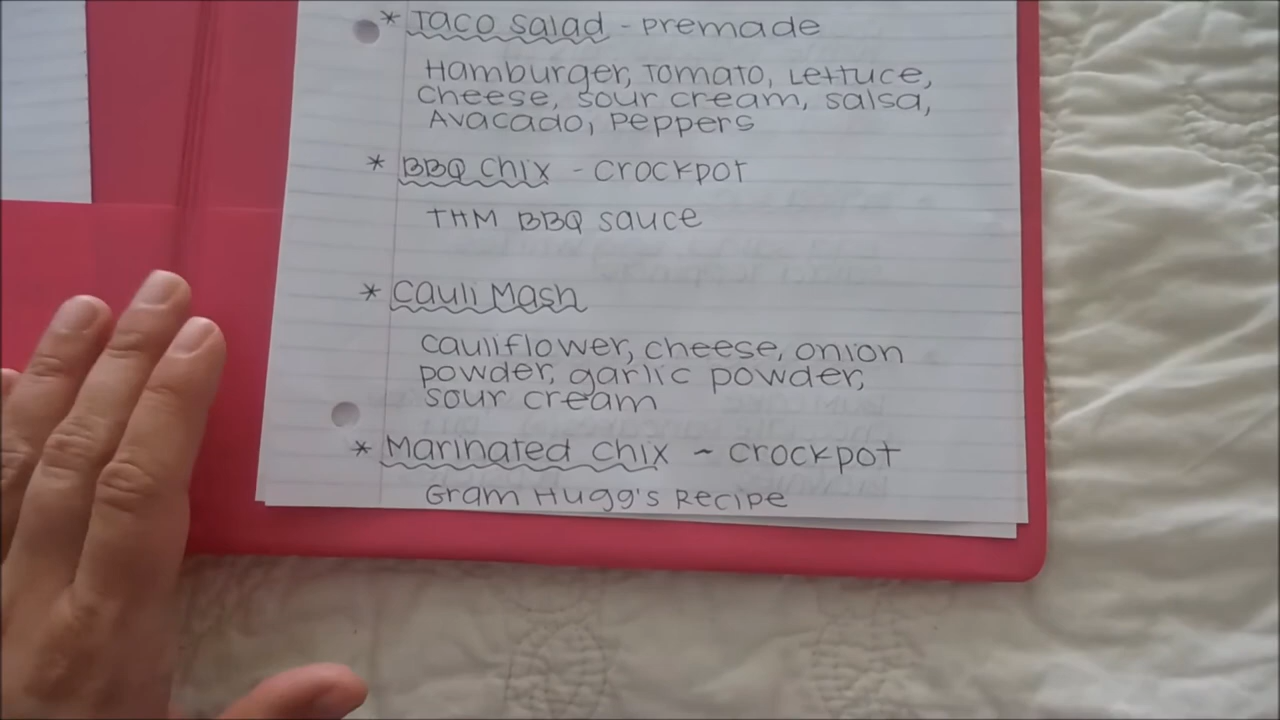 * Taco Salad - Premade
Hamburger, Tomato, Lettuce,
Cheese, Sour cream, Salsa,
Avacado, Peppers
* BBQ Chix - Crockpot
THM BBQ Sauce
* Cauli Mash
Cauliflower, cheese, onion
powder, garlic powder,
sour cream
* Marinated Chix ~ Crockpot
Gram Hugg's Recipe